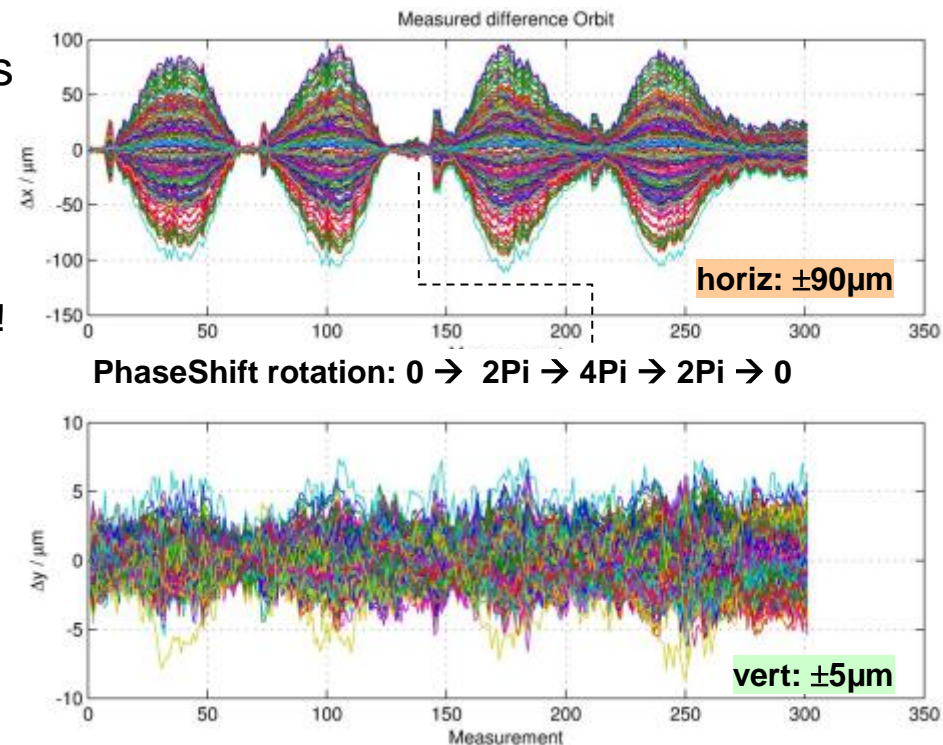 Measured difference Orbit
s
100
50
0
-50
-100
-150
Δx / µm
!
horiz: ±90µm
0 50 100 150 200 250 300 350
PhaseShift rotation: 0 → 2Pi → 4Pi → 2Pi → 0
10
5
0
-5
-10
Δy / µm
vert: ±5µm
0 50 100 150 200 250 300 350
Measurement